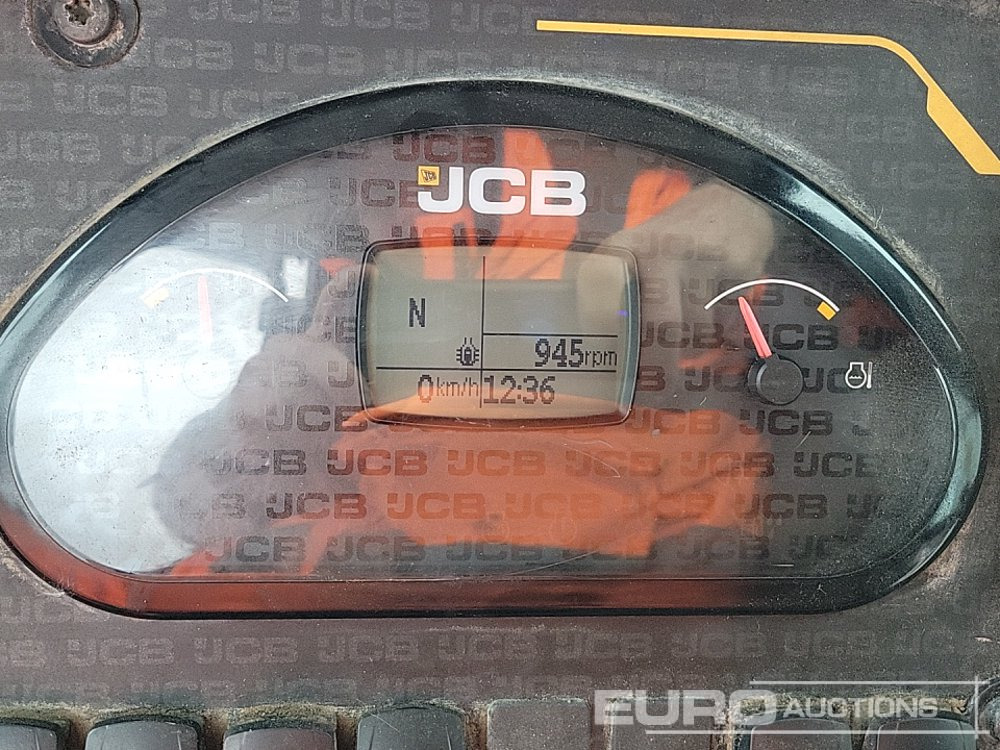 JCB
N
945rpm
0km/h 12:36
EURO AUCTIONS